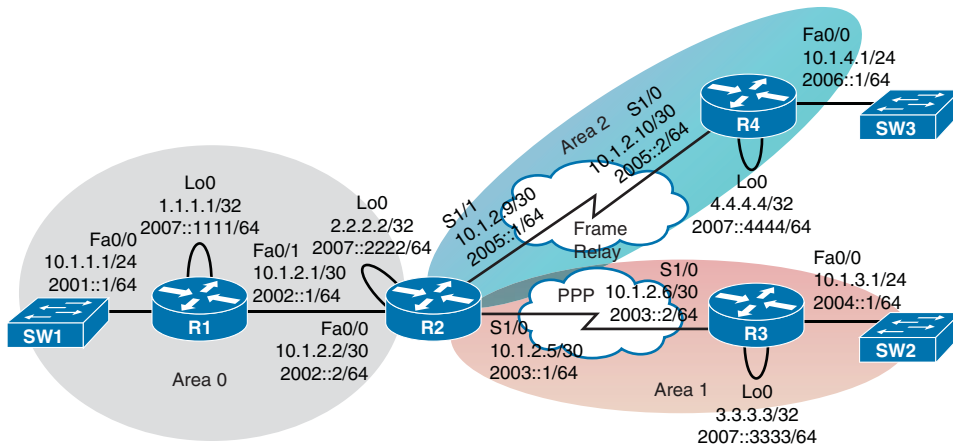 Fa0/0
10.1.4.1/24
2006::1/64
R4
SW3
S1/0
10.1.2.10/30
2005::2/64
Area 2
Lo0
4.4.4.4/32
2007::4444/64
S1/1
10.1.2.9/30
2005::1/64
Frame
Relay
Lo0
1.1.1.1/32
2007::1111/64
Lo0
2.2.2.2/32
2007::2222/64
Fa0/0
10.1.1.1/24
2001::1/64
Fa0/1
10.1.2.1/30
2002::1/64
SW1
R1
R2
Fa0/0
10.1.2.2/30
2002::2/64
Area 0
PPP
S1/0
10.1.2.5/30
2003::1/64
S1/0
10.1.2.6/30
2003::2/64
R3
Fa0/0
10.1.3.1/24
2004::1/64
SW2
Area 1
Lo0
3.3.3.3/32
2007::3333/64